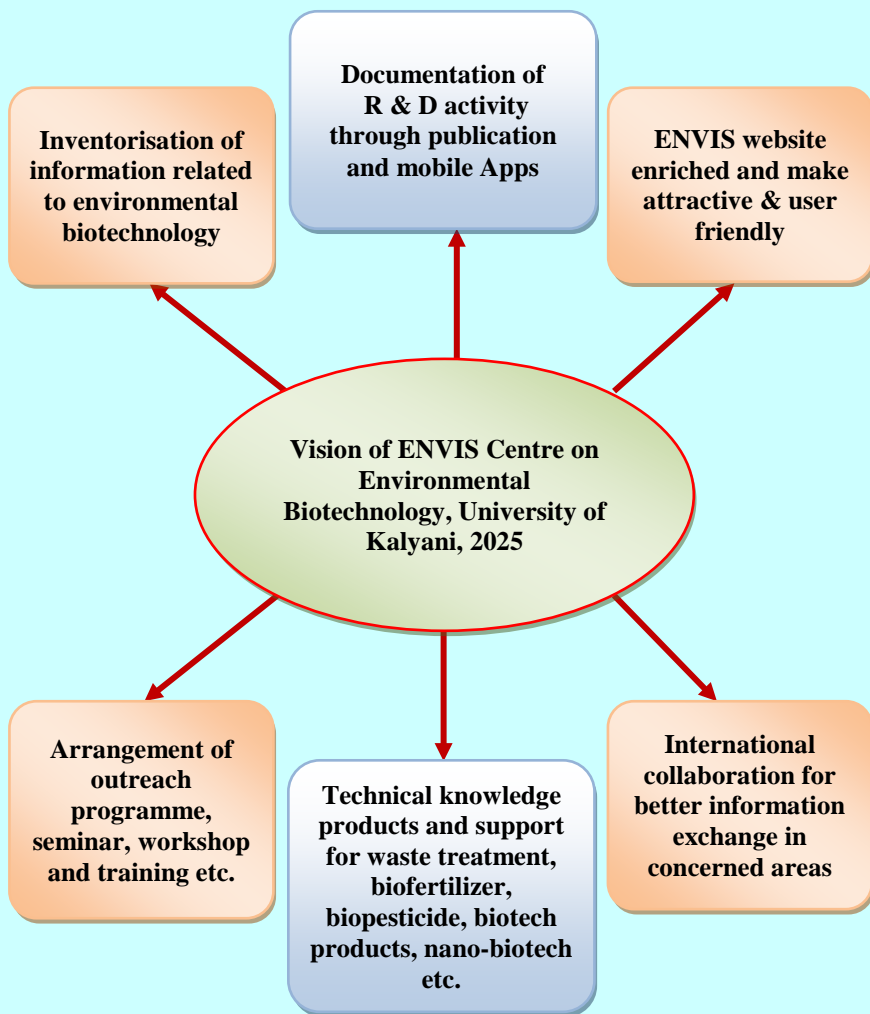 Documentation of
R & D activity
through publication
and mobile Apps
Inventorisation of
information related
to environmental
biotechnology
ENVIS website
enriched and make
attractive & user
friendly
Vision of ENVIS Centre on
Environmental
Biotechnology, University of
Kalyani, 2025
Arrangement of
outreach
programme,
seminar, workshop
and training etc.
Technical knowledge
products and support
for waste treatment,
biofertilizer,
biopesticide, biotech
products, nano-biotech
etc.
International
collaboration for
better information
exchange in
concerned areas